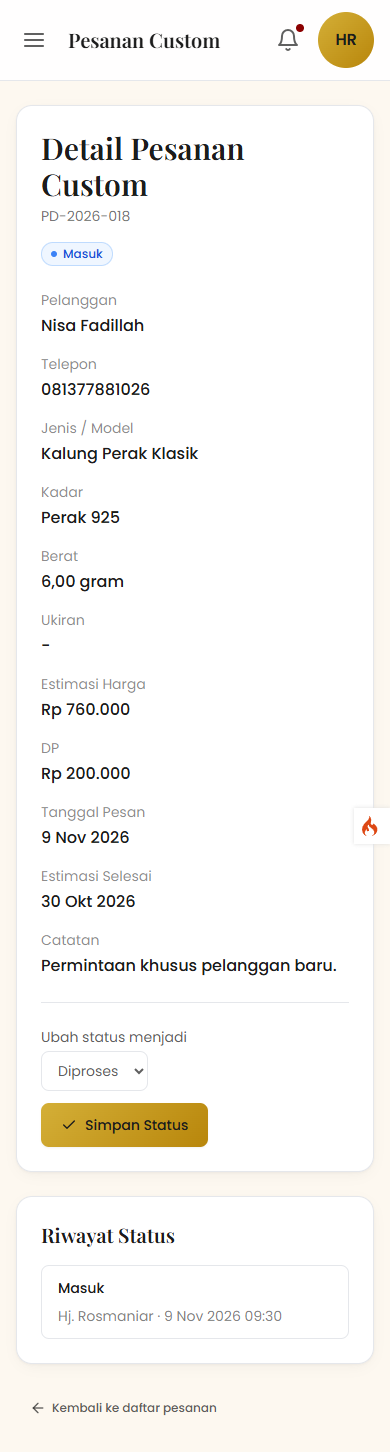 Pesanan Custom
HR
Detail Pesanan
Custom
PD-2026-018
Masuk
Pelanggan
Nisa Fadillah
Telepon
081377881026
Jenis / Model
Kalung Perak Klasik
Kadar
Perak 925
Berat
6,00 gram
Ukiran
-
Estimasi Harga
Rp 760.000
DP
Rp 200.000
Tanggal Pesan
9 Nov 2026
Estimasi Selesai
30 Okt 2026
Catatan
Permintaan khusus pelanggan baru.
Ubah status menjadi
Diproses
Simpan Status
Riwayat Status
Masuk
Hj. Rosmaniar · 9 Nov 2026 09:30
Kembali ke daftar pesanan